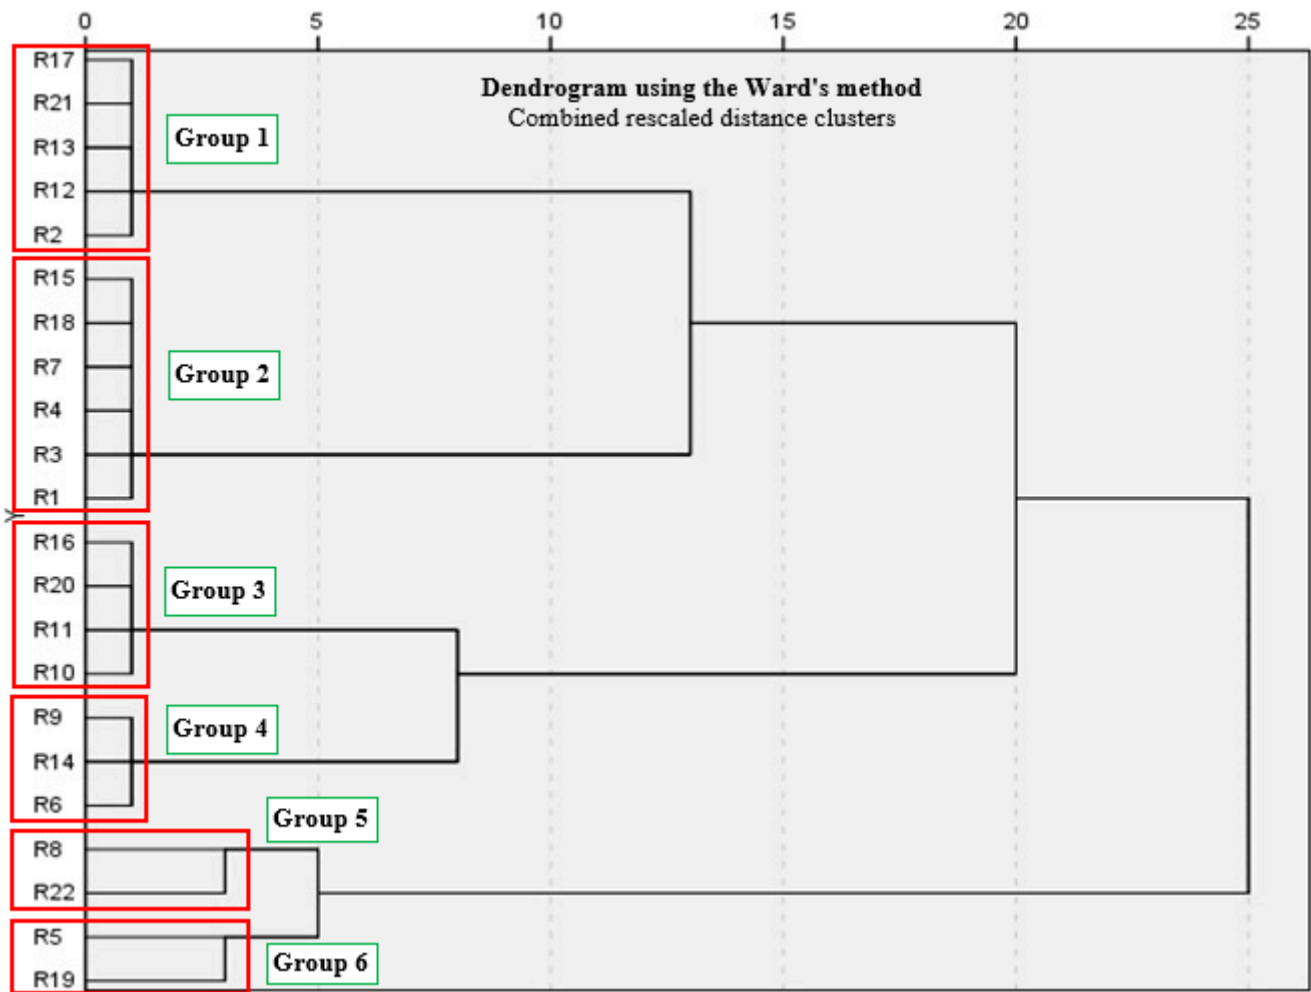 0 5 10 15 20 25
Dendrogram using the Ward's method
Combined rescaled distance clusters
R17
R21
R13
R12
R2
Group 1
R15
R18
R7
R4
R3
R1
Group 2
Y
R16
R20
R11
R10
Group 3
R9
R14
R6
Group 4
R8
R22
Group 5
R5
R19
Group 6